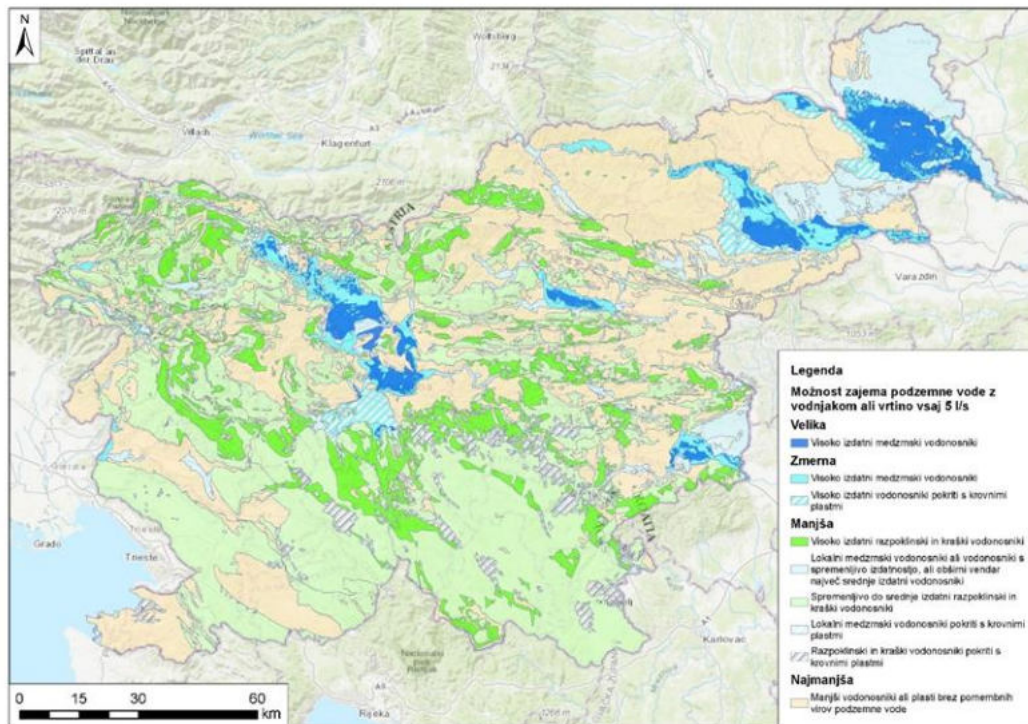 N
Spittal an
der Drau
Wolfsberg
Villach
Klagenfurt
AUSTRIA
Varazdin
Grado
Trieste
Karlovac
Rijeka
Legenda
Možnost zajema podzemne vode z
vodnjakom ali vrtino vsaj 5 l/s
Velika
Visoko izdatni medzrnski vodonosniki
Zmerna
Visoko izdatni medzrnski vodonosniki
Visoko izdatni vodonosniki pokriti s krovnimi
plastmi
Manjša
Visoko izdatni razpoklinski in kraški vodonosniki
Lokalni medzrnski vodonosniki ali vodonosniki s
spremenljivo izdatnostjo, ali obširni vendar
največ srednje izdatni vodonosniki
Spremenljivo do srednje izdatni razpoklinski in
kraški vodonosniki
Lokalni medzrnski vodonosniki pokriti s krovnimi
plastmi
Razpoklinski in kraški vodonosniki pokriti s
krovnimi plastmi
Najmanjša
Manjši vodonosniki ali plasti brez pomembnih
virov podzemne vode
0 15 30 60
km